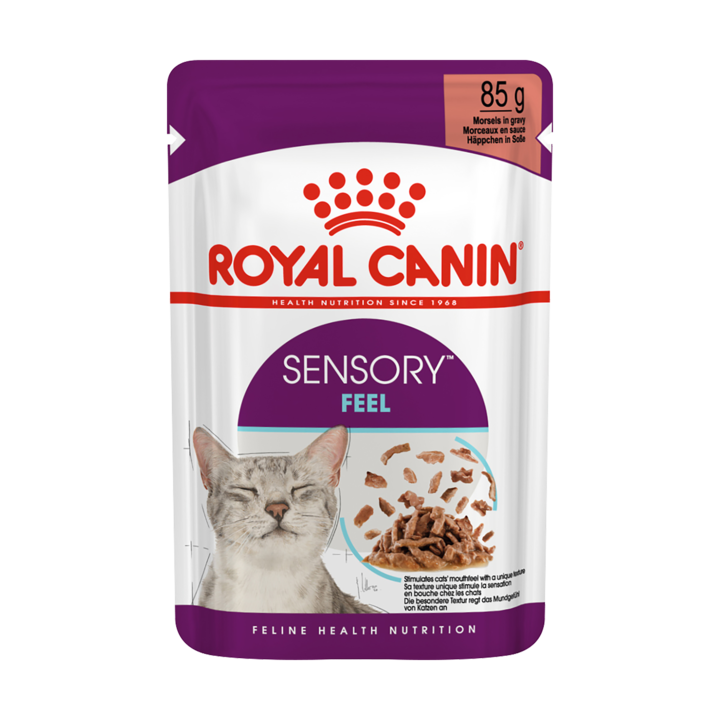 85 g
Morsels in gravy
Morceaux en sauce
Häppchen in Soße
ROYAL CANIN®
HEALTH NUTRITION SINCE 1968
SENSORY™
FEEL
Stimulates cats' mouthfeel with a unique texture
Sa texture unique stimule la sensation
en bouche chez les chats
Die besondere Textur regt das Mundgefühl
von Katzen an
FELINE HEALTH NUTRITION